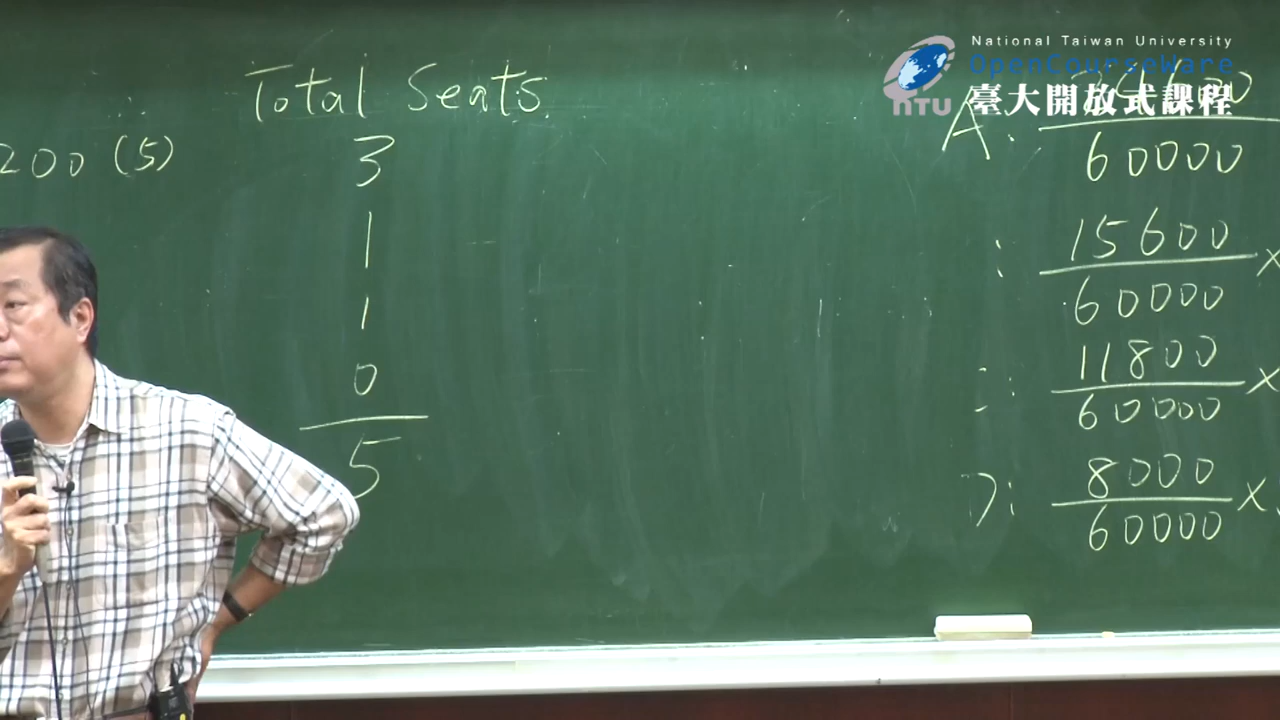 National Taiwan University
OpenCourseWare
臺大開放式課程
NTU
Total Seats
200 (5)
3
1
1
0
5
A:
60000
: 15600 ×
60000
: 11800 ×
60000
D: 8000 ×
60000